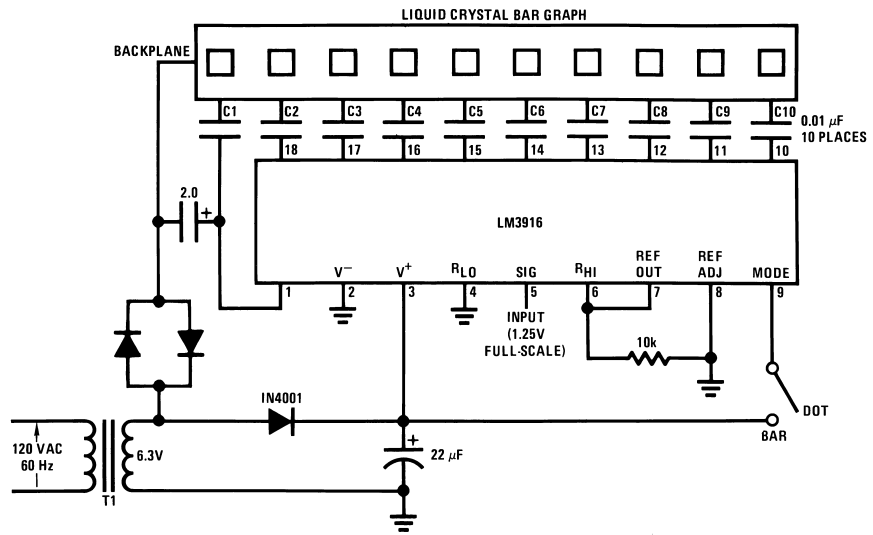 LIQUID CRYSTAL BAR GRAPH
BACKPLANE
C1 C2 C3 C4 C5 C6 C7 C8 C9 C10
0.01 μF
10 PLACES
18 17 16 15 14 13 12 11 10
2.0
+
LM3916
V− V+ RLO SIG RHI REF OUT REF ADJ MODE
1 2 3 4 5 6 7 8 9
INPUT
(1.25V
FULL-SCALE)
10k
IN4001
DOT
BAR
120 VAC
60 Hz
6.3V
+
22 μF
T1